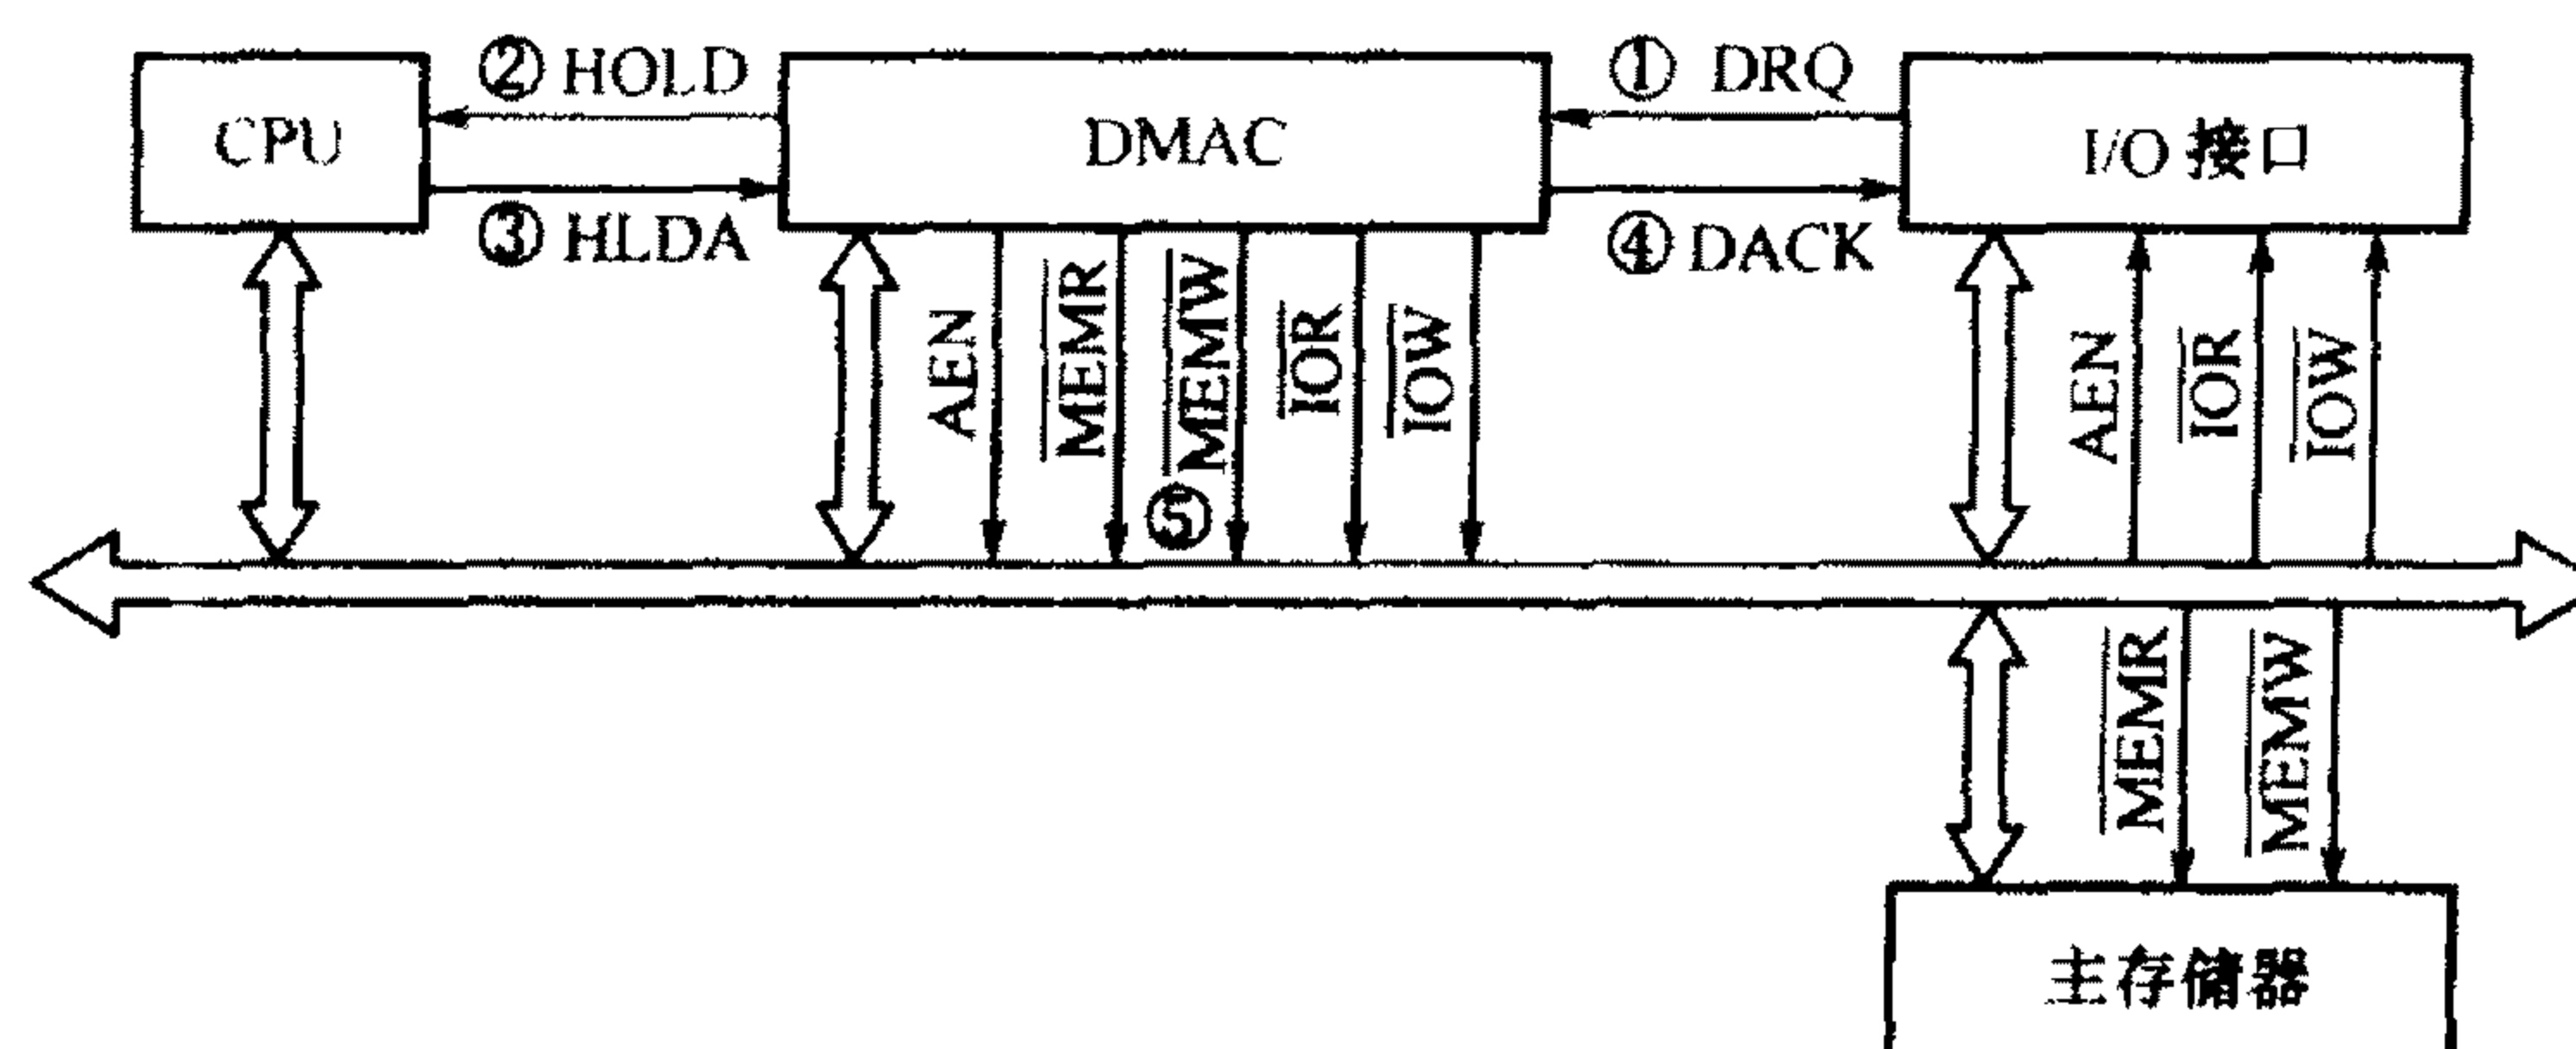 ② HOLD
① DRQ
CPU
DMAC
I/O 接口
③ HLDA
④ DACK
AEN
MEMR
MEMW
IOR
IOW
⑤
AEN
IOR
IOW
MEMR
MEMW
主存储器